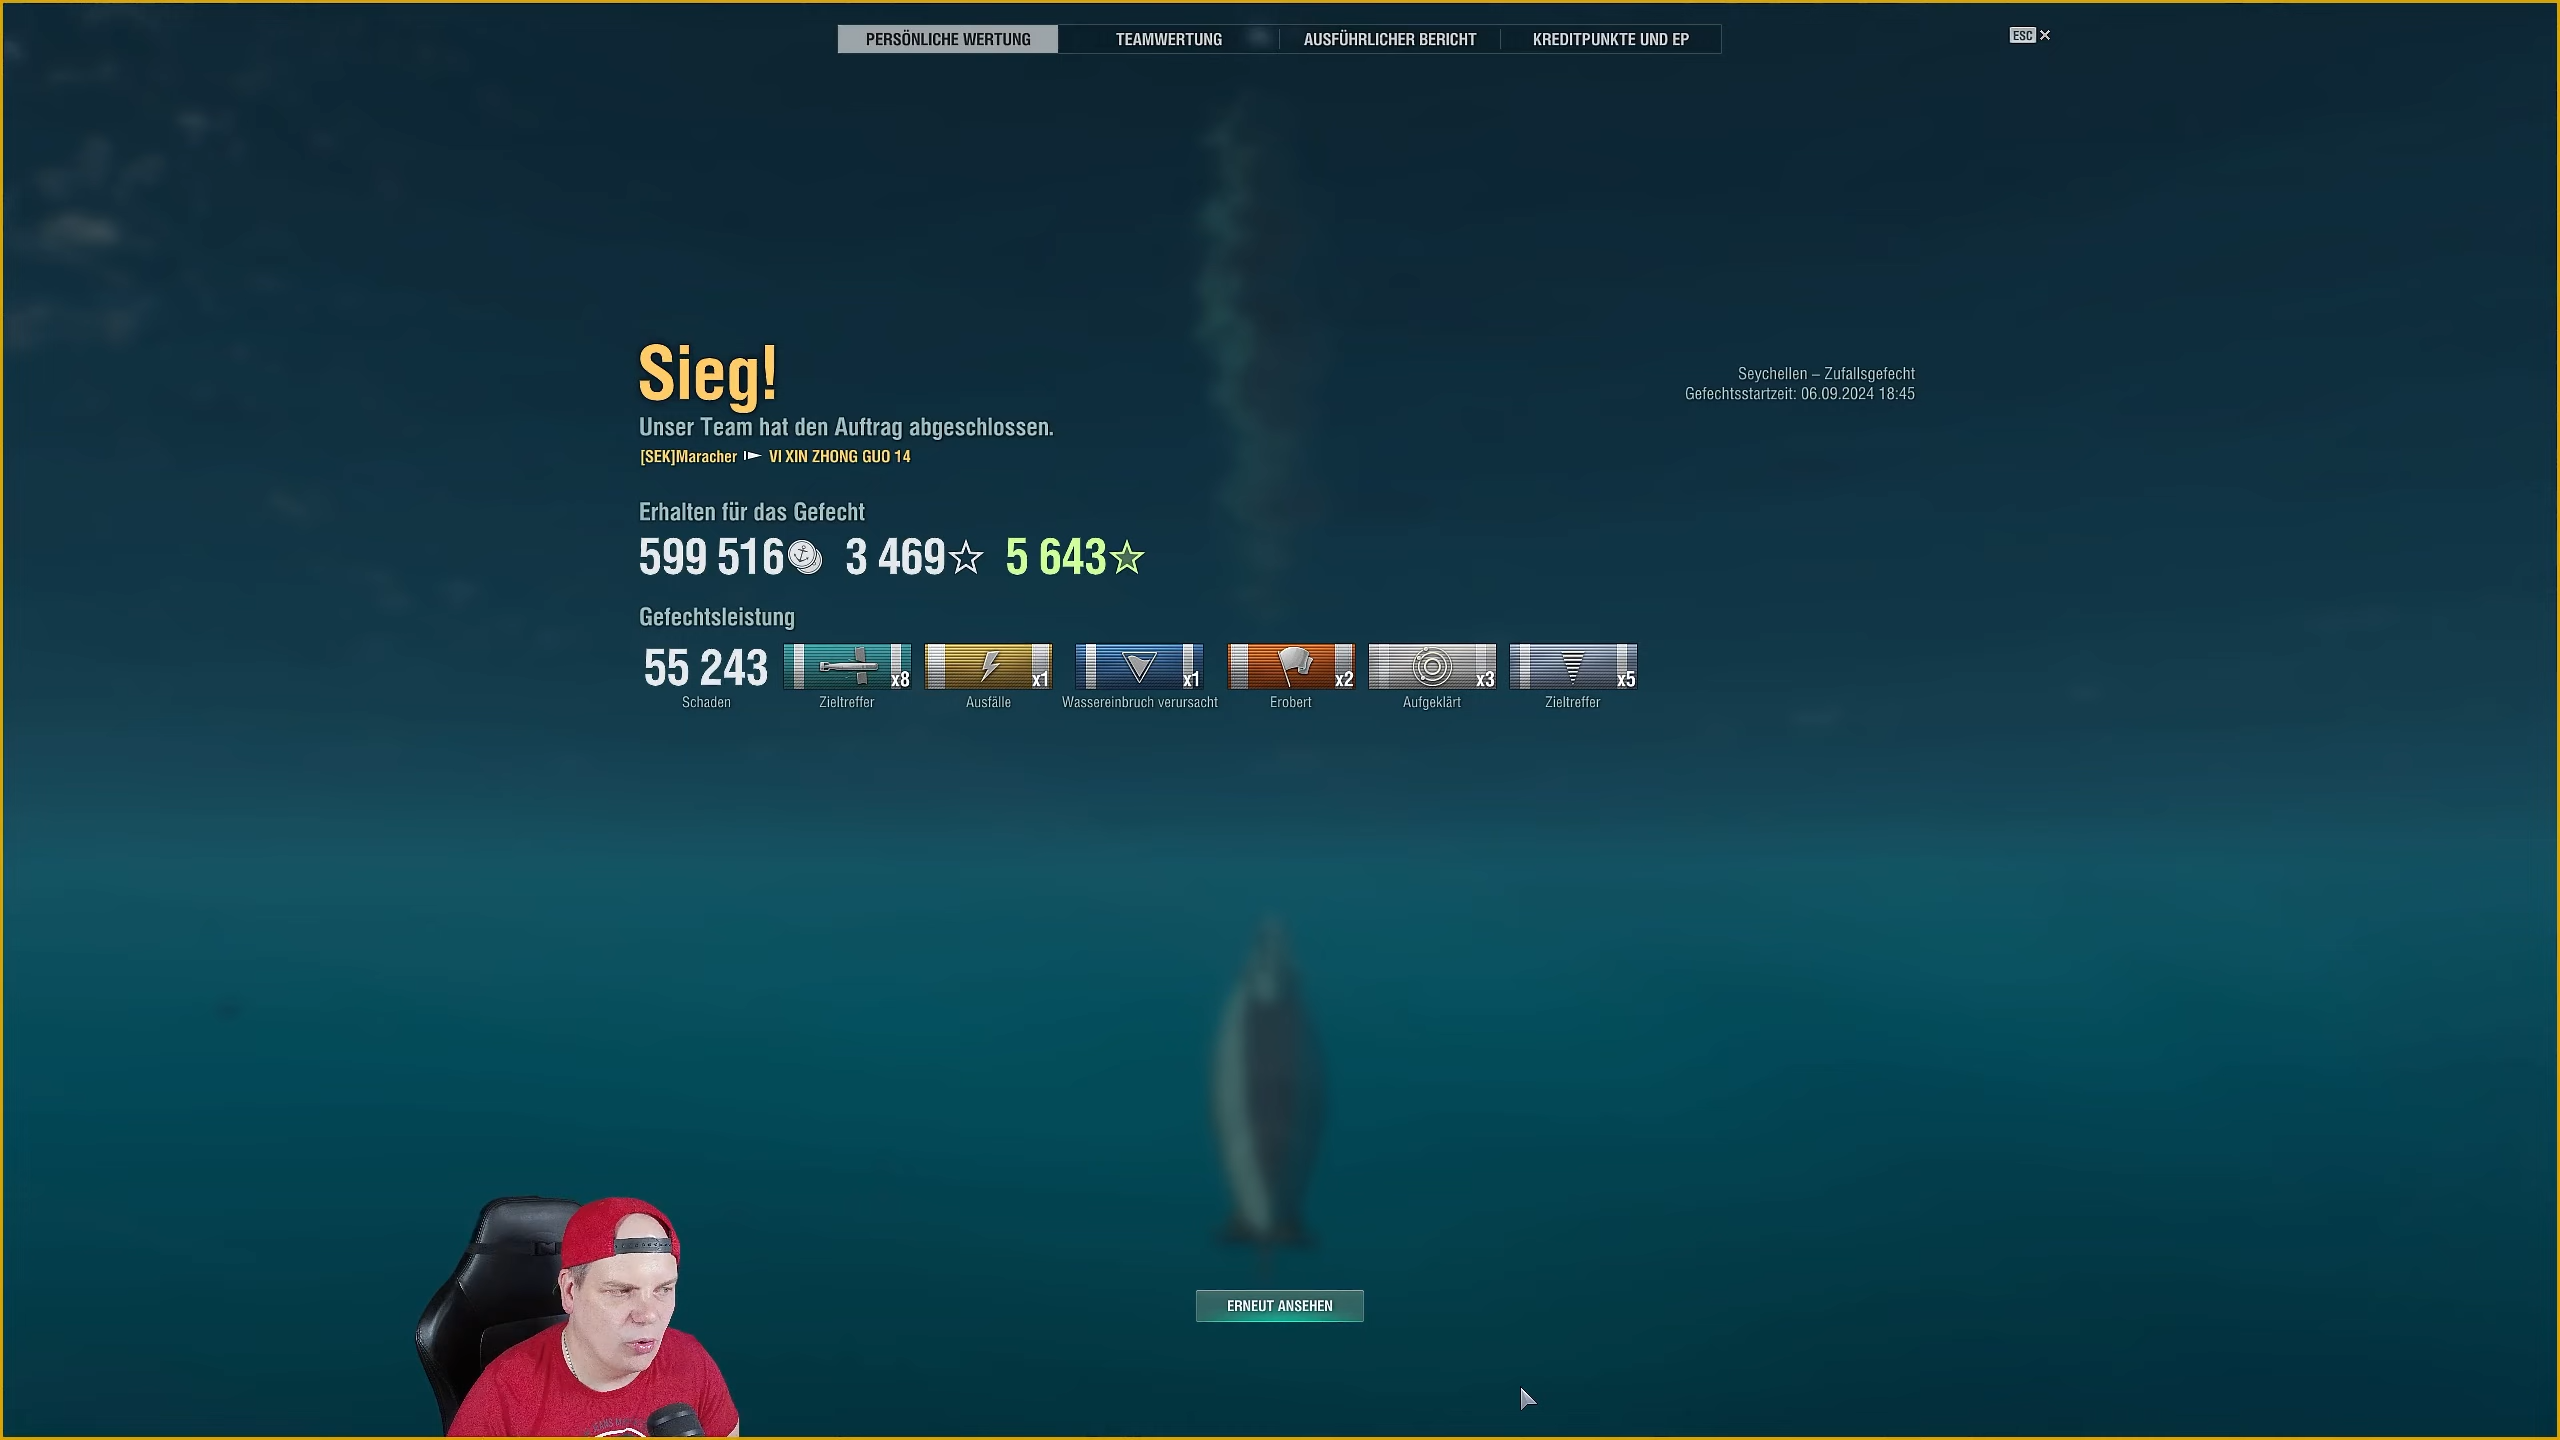 PERSÖNLICHE WERTUNG
TEAMWERTUNG
AUSFÜHRLICHER BERICHT
KREDITPUNKTE UND EP
ESC
Sieg!
Seychellen – Zufallsgefecht
Gefechtsstartzeit: 06.09.2024 18:45
Unser Team hat den Auftrag abgeschlossen.
[SEK]Maracher VI XIN ZHONG GUO 14
Erhalten für das Gefecht
599 516 3 469 5 643
Gefechtsleistung
55 243 x8 x1 x1 x2 x3 x5
Schaden Zieltreffer Ausfälle Wassereinbruch verursacht Erobert Aufgeklärt Zieltreffer
ERNEUT ANSEHEN